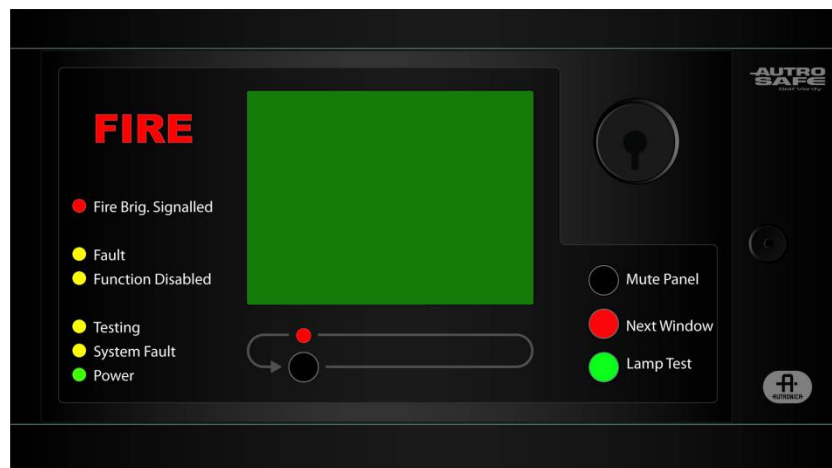 FIRE
Fire Brig. Signalled
Fault
Function Disabled
Testing
System Fault
Power
AUTRO
SAFE
Self Verify
Mute Panel
Next Window
Lamp Test
AUTRONICA